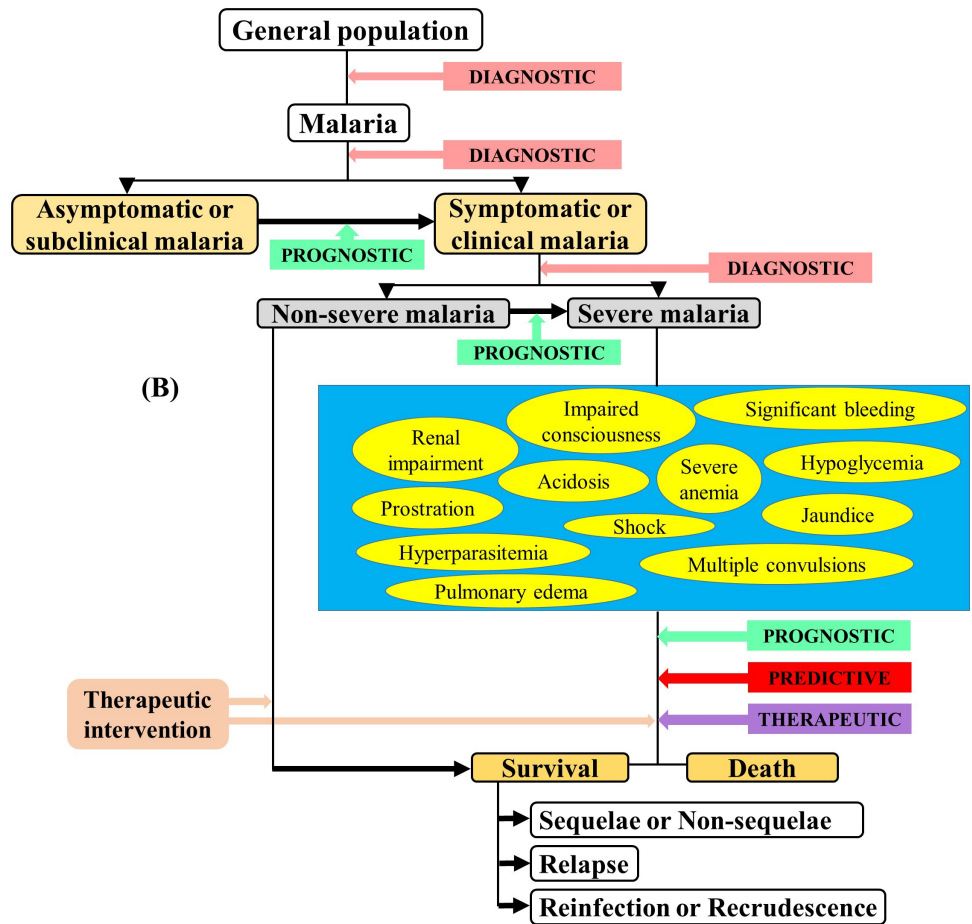 General population
DIAGNOSTIC
Malaria
DIAGNOSTIC
Asymptomatic or
subclinical malaria
Symptomatic or
clinical malaria
PROGNOSTIC
DIAGNOSTIC
Non-severe malaria
Severe malaria
PROGNOSTIC
(B)
Impaired
consciousness
Significant bleeding
Renal
impairment
Severe
anemia
Hypoglycemia
Acidosis
Prostration
Jaundice
Shock
Hyperparasitemia
Multiple convulsions
Pulmonary edema
PROGNOSTIC
PREDICTIVE
THERAPEUTIC
Therapeutic
intervention
Survival
Death
Sequelae or Non-sequelae
Relapse
Reinfection or Recrudescence